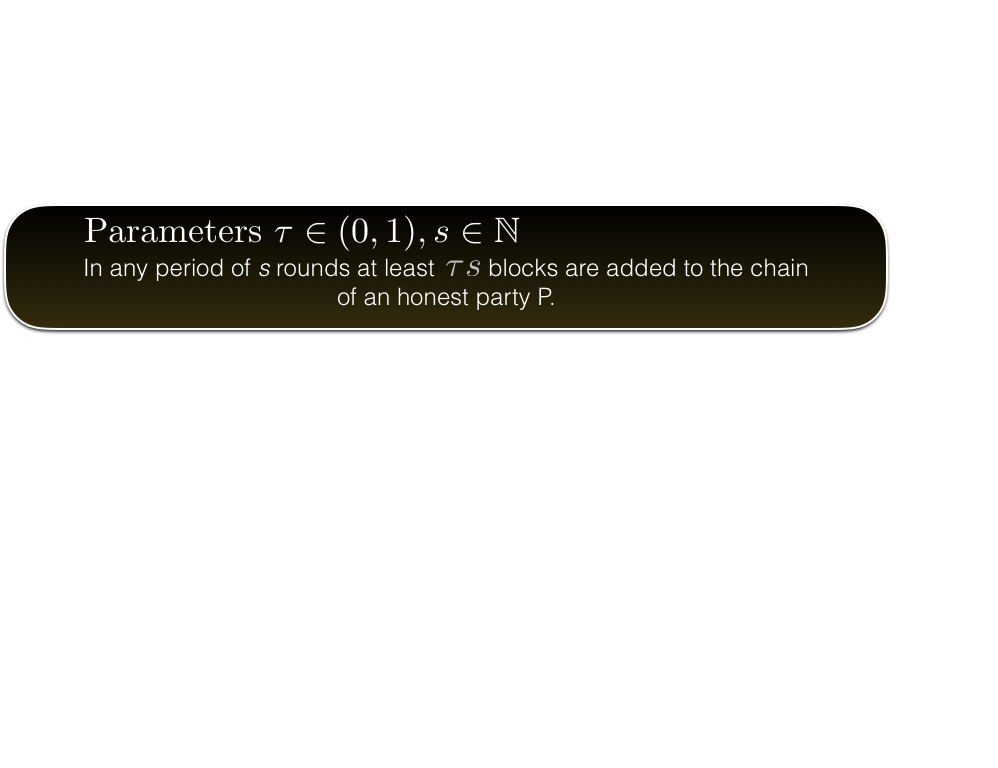 Parameters τ ∈ (0, 1), s ∈ ℕ
In any period of s rounds at least τs blocks are added to the chain
of an honest party P.